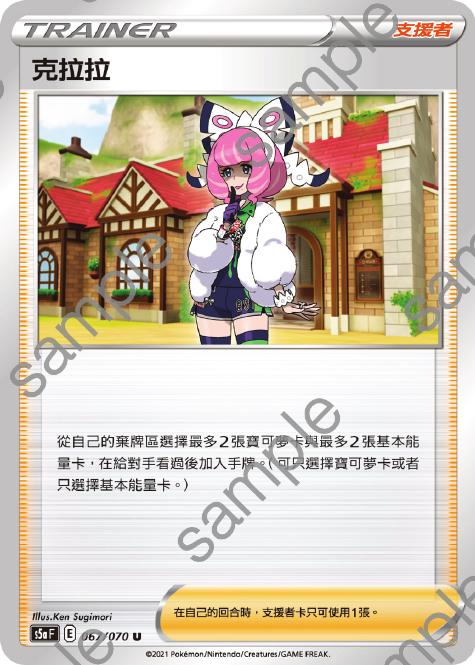 TRAINER 支援者
克拉拉
sample
sample
sample
sample
sample
從自己的棄牌區選擇最多2張寶可夢卡與最多2張基本能
量卡，在給對手看過後加入手牌。（可只選擇寶可夢卡或者
只選擇基本能量卡。）
sample
sample
Illus.Ken Sugimori
在自己的回合時，支援者卡只可使用1張。
s5a F E 067/070 U
©2021 Pokémon/Nintendo/Creatures/GAME FREAK.